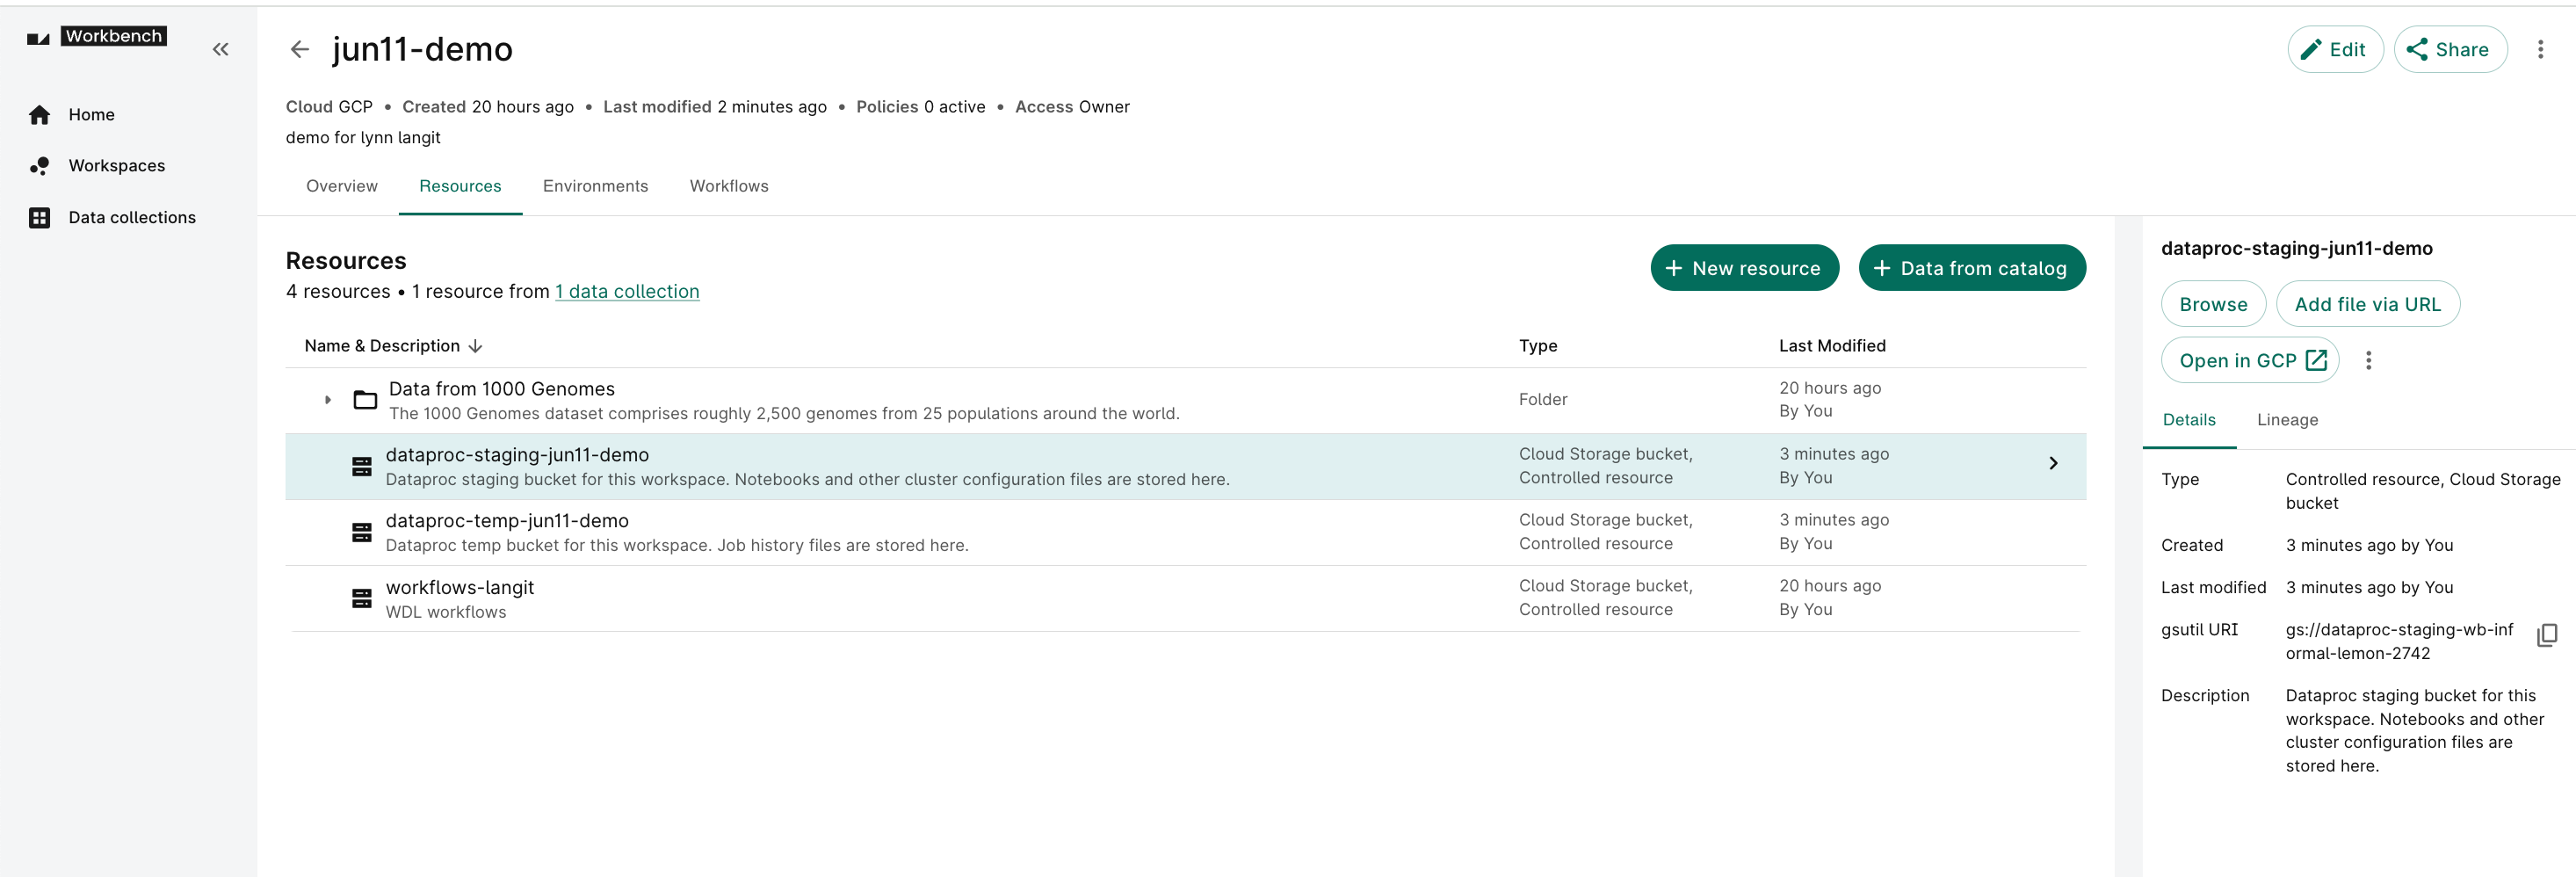 Workbench
Home
Workspaces
Data collections
jun11-demo
Edit
Share
Cloud GCP • Created 20 hours ago • Last modified 2 minutes ago • Policies 0 active • Access Owner
demo for lynn langit
Overview
Resources
Environments
Workflows
Resources
4 resources • 1 resource from 1 data collection
New resource
Data from catalog
Name & Description
Type
Last Modified
Data from 1000 Genomes
The 1000 Genomes dataset comprises roughly 2,500 genomes from 25 populations around the world.
Folder
20 hours ago
By You
dataproc-staging-jun11-demo
Dataproc staging bucket for this workspace. Notebooks and other cluster configuration files are stored here.
Cloud Storage bucket,
Controlled resource
3 minutes ago
By You
dataproc-temp-jun11-demo
Dataproc temp bucket for this workspace. Job history files are stored here.
Cloud Storage bucket,
Controlled resource
3 minutes ago
By You
workflows-langit
WDL workflows
Cloud Storage bucket,
Controlled resource
20 hours ago
By You
dataproc-staging-jun11-demo
Browse
Add file via URL
Open in GCP
Details
Lineage
Type
Controlled resource, Cloud Storage
bucket
Created
3 minutes ago by You
Last modified
3 minutes ago by You
gsutil URI
gs://dataproc-staging-wb-inf
ormal-lemon-2742
Description
Dataproc staging bucket for this
workspace. Notebooks and other
cluster configuration files are
stored here.